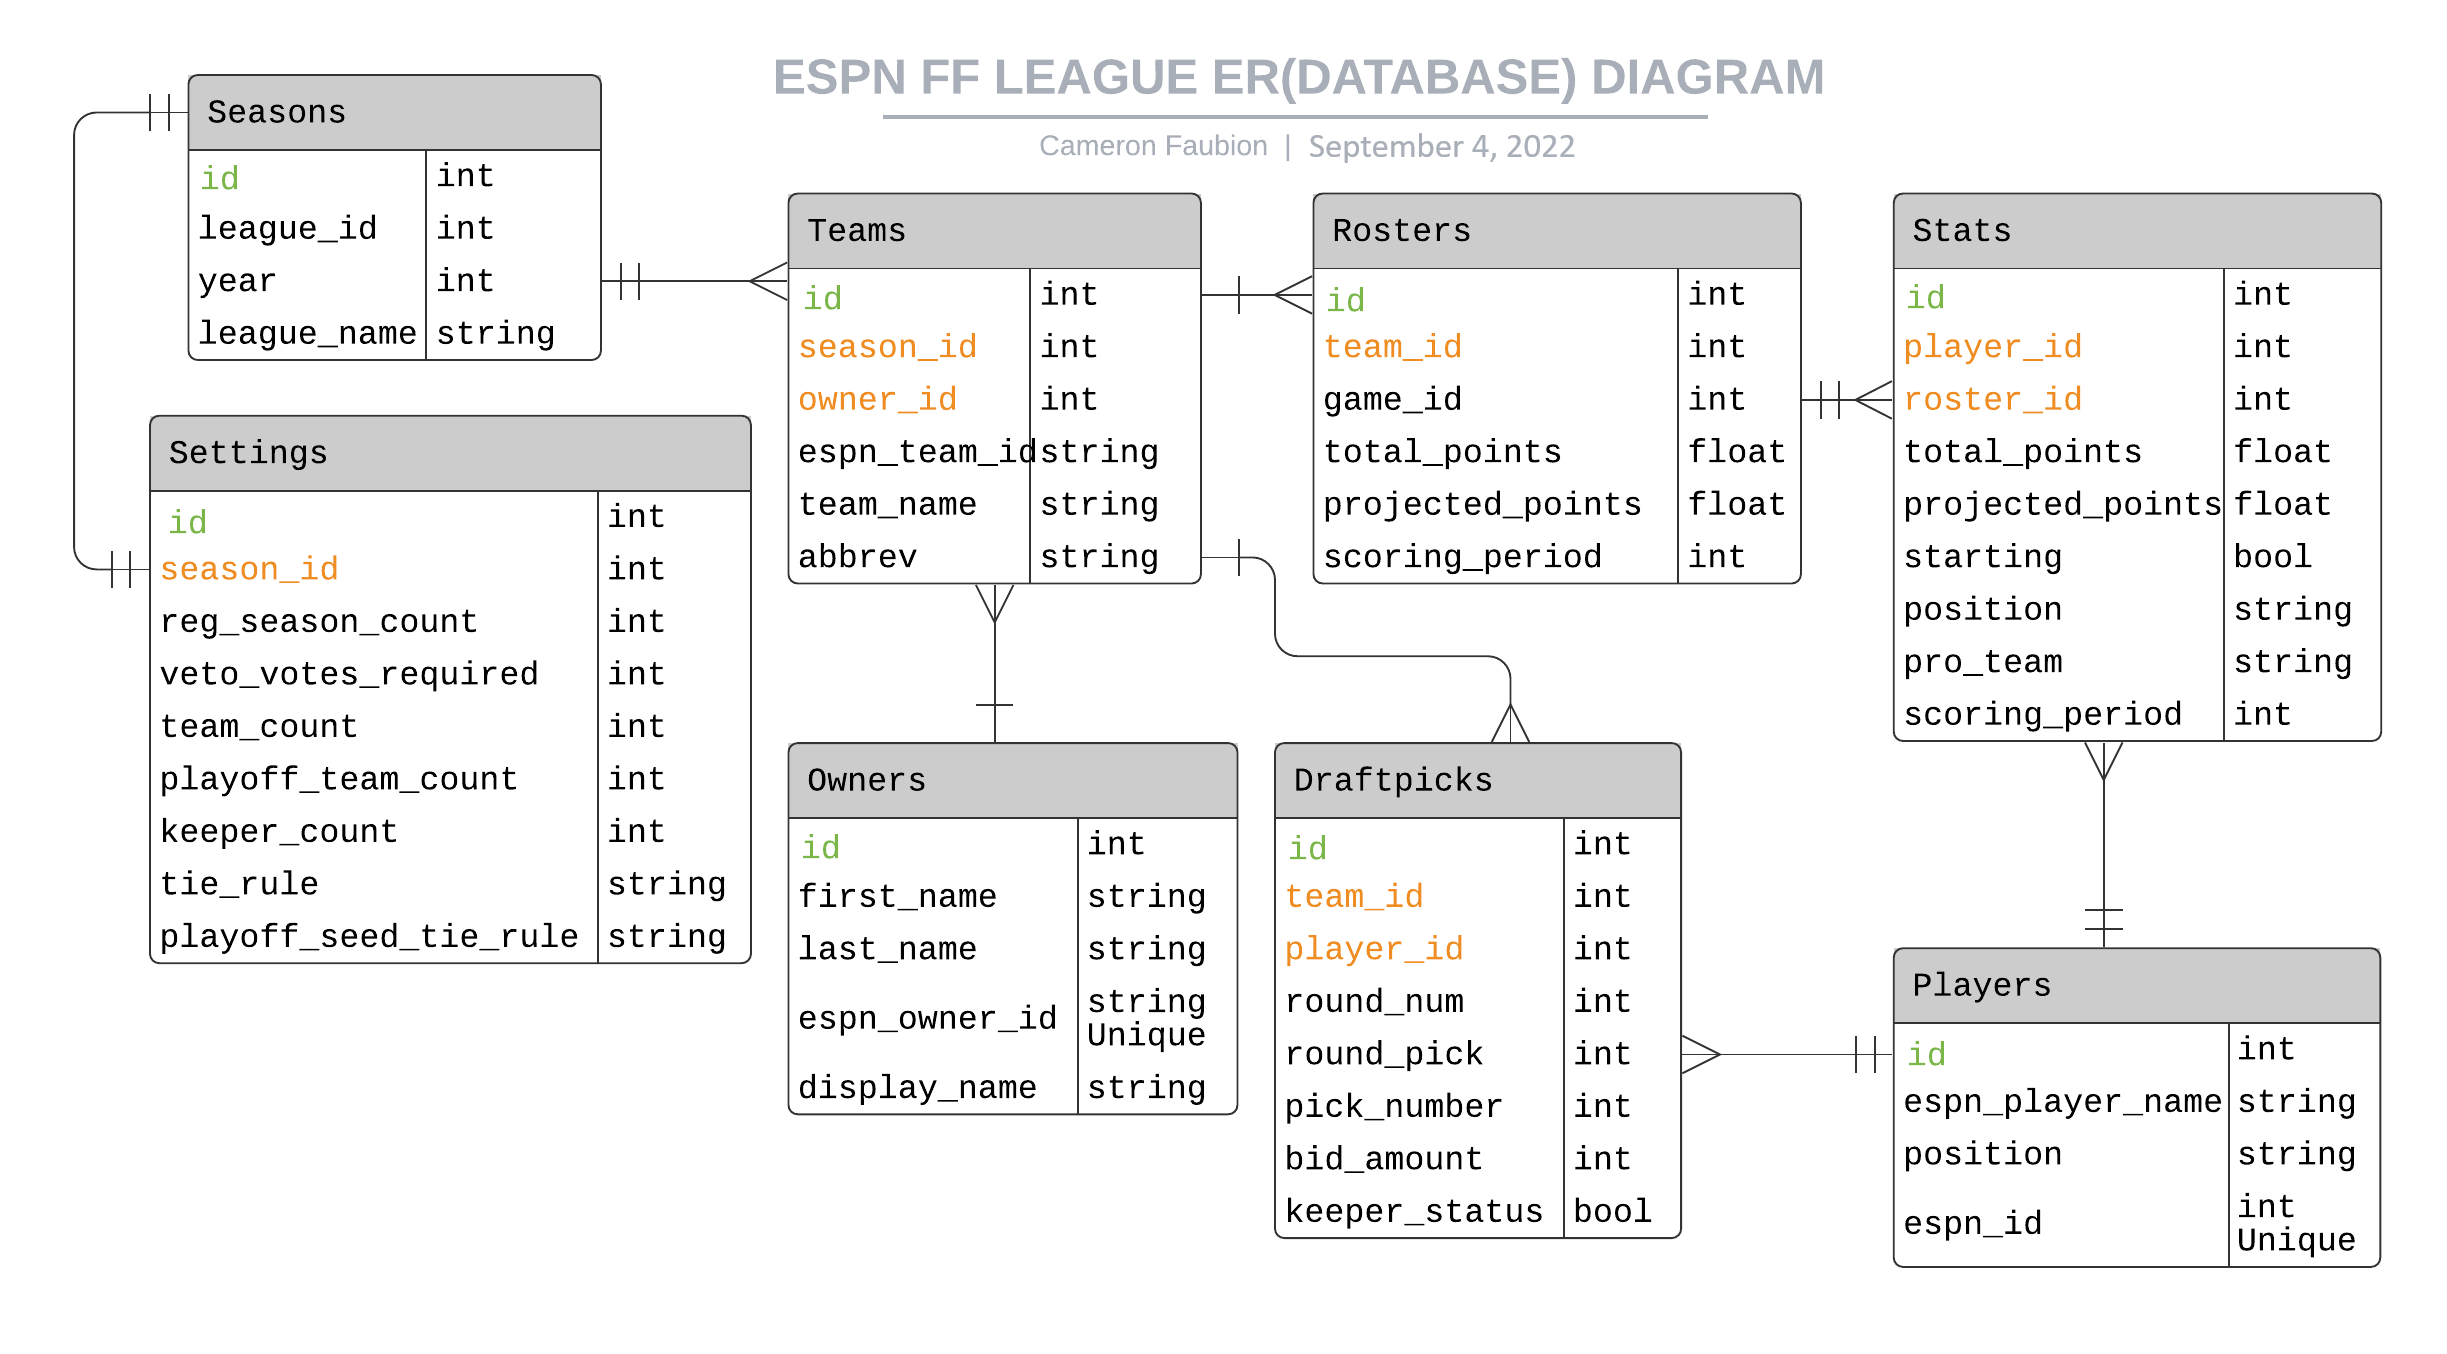 ESPN FF LEAGUE ER(DATABASE) DIAGRAM
Cameron Faubion | September 4, 2022
Seasons
id int
league_id int
year int
league_name string
Settings
id int
season_id int
reg_season_count int
veto_votes_required int
team_count int
playoff_team_count int
keeper_count int
tie_rule string
playoff_seed_tie_rule string
Teams
id int
season_id int
owner_id int
espn_team_id string
team_name string
abbrev string
Rosters
id int
team_id int
game_id int
total_points float
projected_points float
scoring_period int
Stats
id int
player_id int
roster_id int
total_points float
projected_points float
starting bool
position string
pro_team string
scoring_period int
Owners
id int
first_name string
last_name string
espn_owner_id string
Unique
display_name string
Draftpicks
id int
team_id int
player_id int
round_num int
round_pick int
pick_number int
bid_amount int
keeper_status bool
Players
id int
espn_player_name string
position string
espn_id int
Unique